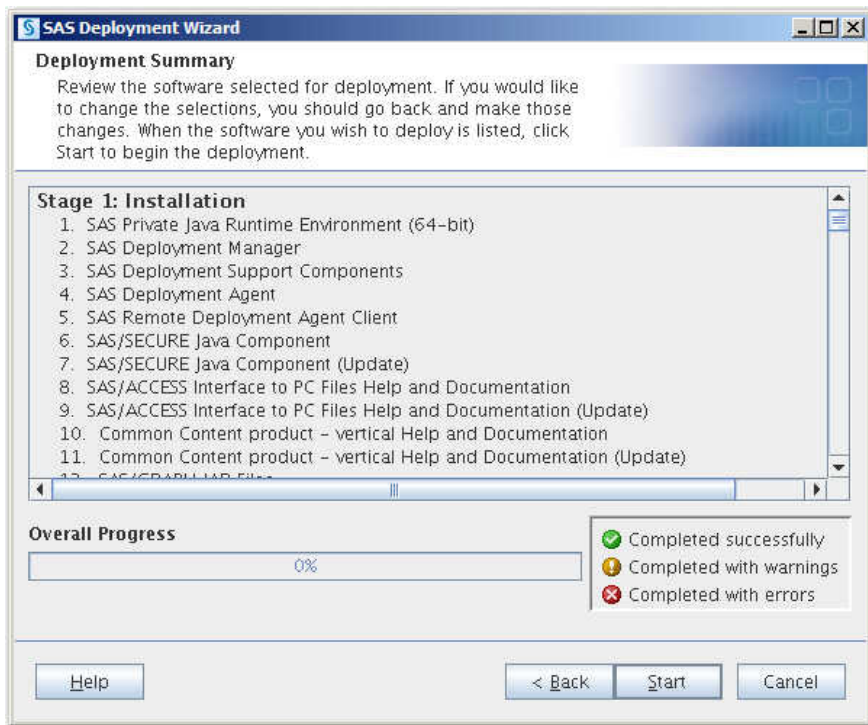 SAS Deployment Wizard
Deployment Summary
Review the software selected for deployment. If you would like
to change the selections, you should go back and make those
changes. When the software you wish to deploy is listed, click
Start to begin the deployment.
Stage 1: Installation
1. SAS Private Java Runtime Environment (64-bit)
2. SAS Deployment Manager
3. SAS Deployment Support Components
4. SAS Deployment Agent
5. SAS Remote Deployment Agent Client
6. SAS/SECURE Java Component
7. SAS/SECURE Java Component (Update)
8. SAS/ACCESS Interface to PC Files Help and Documentation
9. SAS/ACCESS Interface to PC Files Help and Documentation (Update)
10. Common Content product - vertical Help and Documentation
11. Common Content product - vertical Help and Documentation (Update)
12. SAS/GRAPH JAR Files
Overall Progress
0%
Completed successfully
Completed with warnings
Completed with errors
Help
< Back
Start
Cancel